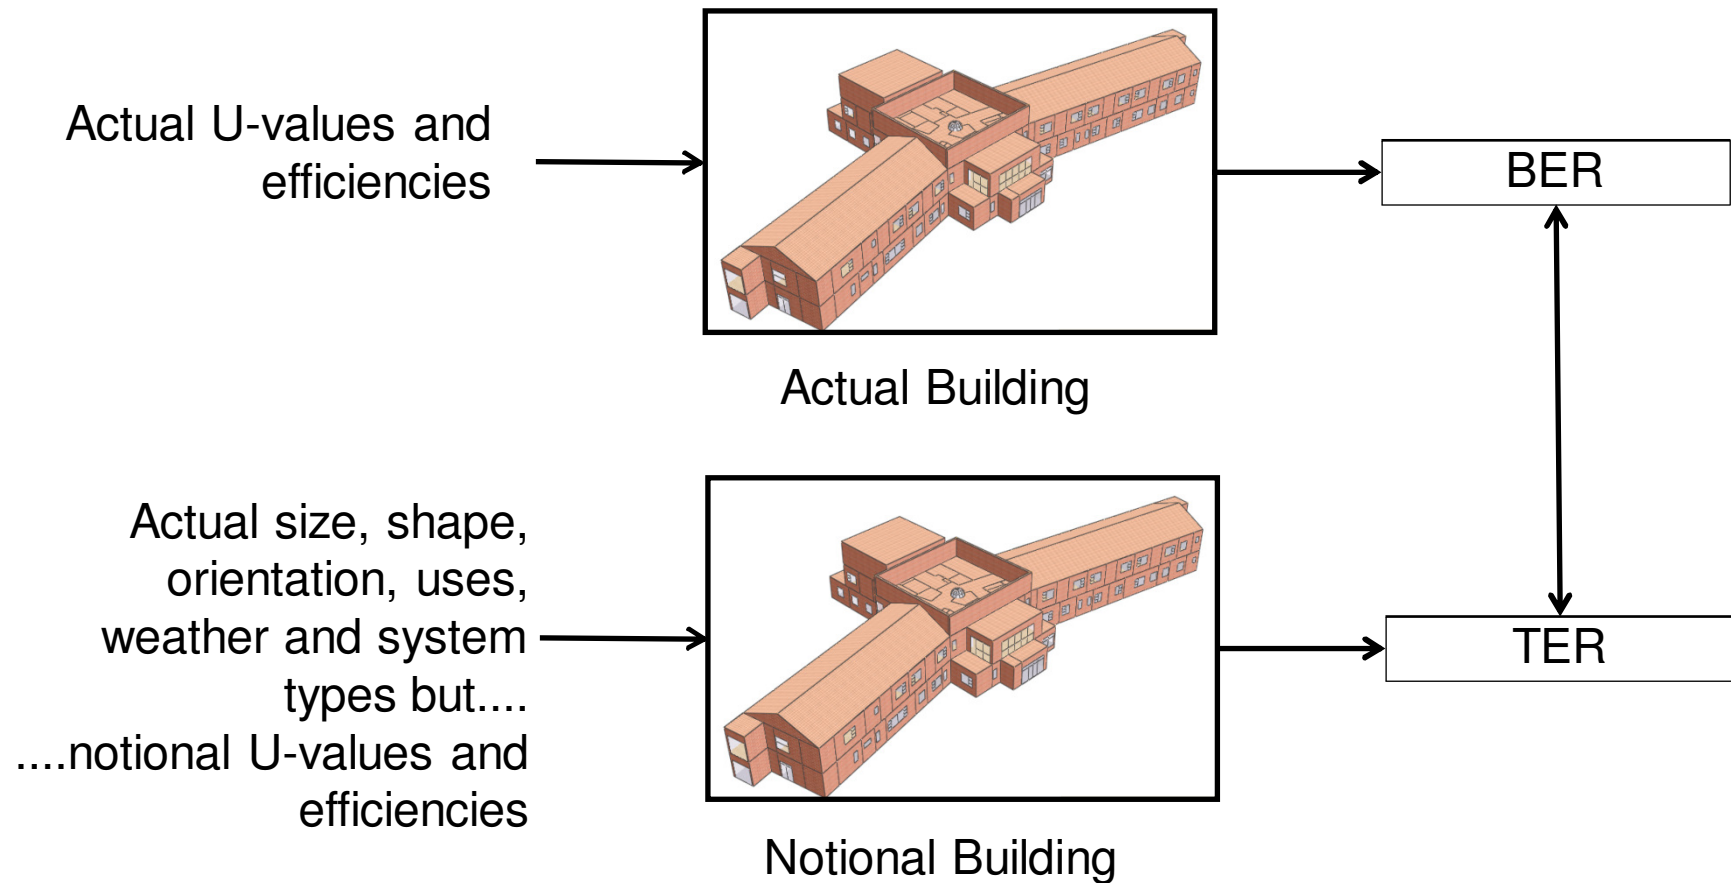 Actual U-values and
efficiencies
BER
Actual Building
Actual size, shape,
orientation, uses,
weather and system
types but....
....notional U-values and
efficiencies
TER
Notional Building